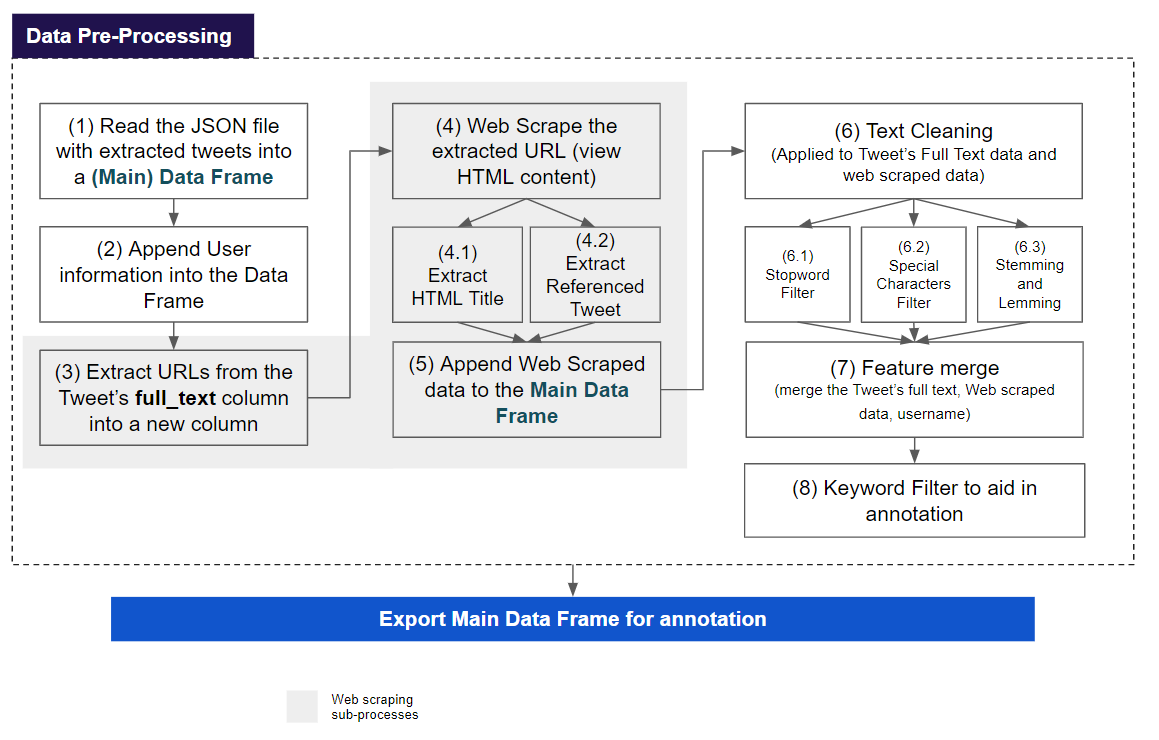 Data Pre-Processing
(1) Read the JSON file
with extracted tweets into
a (Main) Data Frame
(2) Append User
information into the Data
Frame
(3) Extract URLs from the
Tweet's full_text column
into a new column
(4) Web Scrape the
extracted URL (view
HTML content)
(4.1)
Extract
HTML Title
(4.2)
Extract
Referenced
Tweet
(5) Append Web Scraped
data to the Main Data
Frame
(6) Text Cleaning
(Applied to Tweet's Full Text data and
web scraped data)
(6.1)
Stopword
Filter
(6.2)
Special
Characters
Filter
(6.3)
Stemming
and
Lemming
(7) Feature merge
(merge the Tweet's full text, Web scraped
data, username)
(8) Keyword Filter to aid in
annotation
Export Main Data Frame for annotation
Web scraping
sub-processes